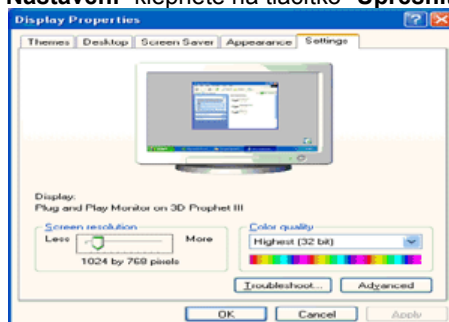 Nastavení" klepněte na tlačítko "Upřesnit
Display Properties
Themes Desktop Screen Saver Appearance Settings
Display:
Plug and Play Monitor on 3D Prophet III
Screen resolution
Less More
1024 by 768 pixels
Color quality
Highest (32 bit)
Troubleshoot... Advanced
OK Cancel Apply